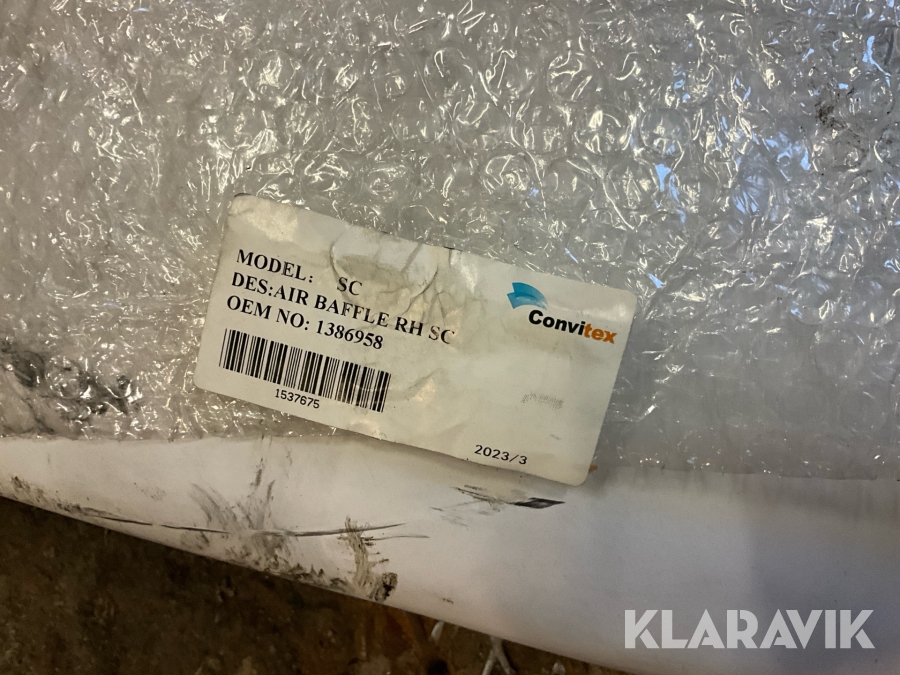 MODEL: SC
DES:AIR BAFFLE RH SC
OEM NO: 1386958
1537675
Convitex
2023/3
KLARAVIK